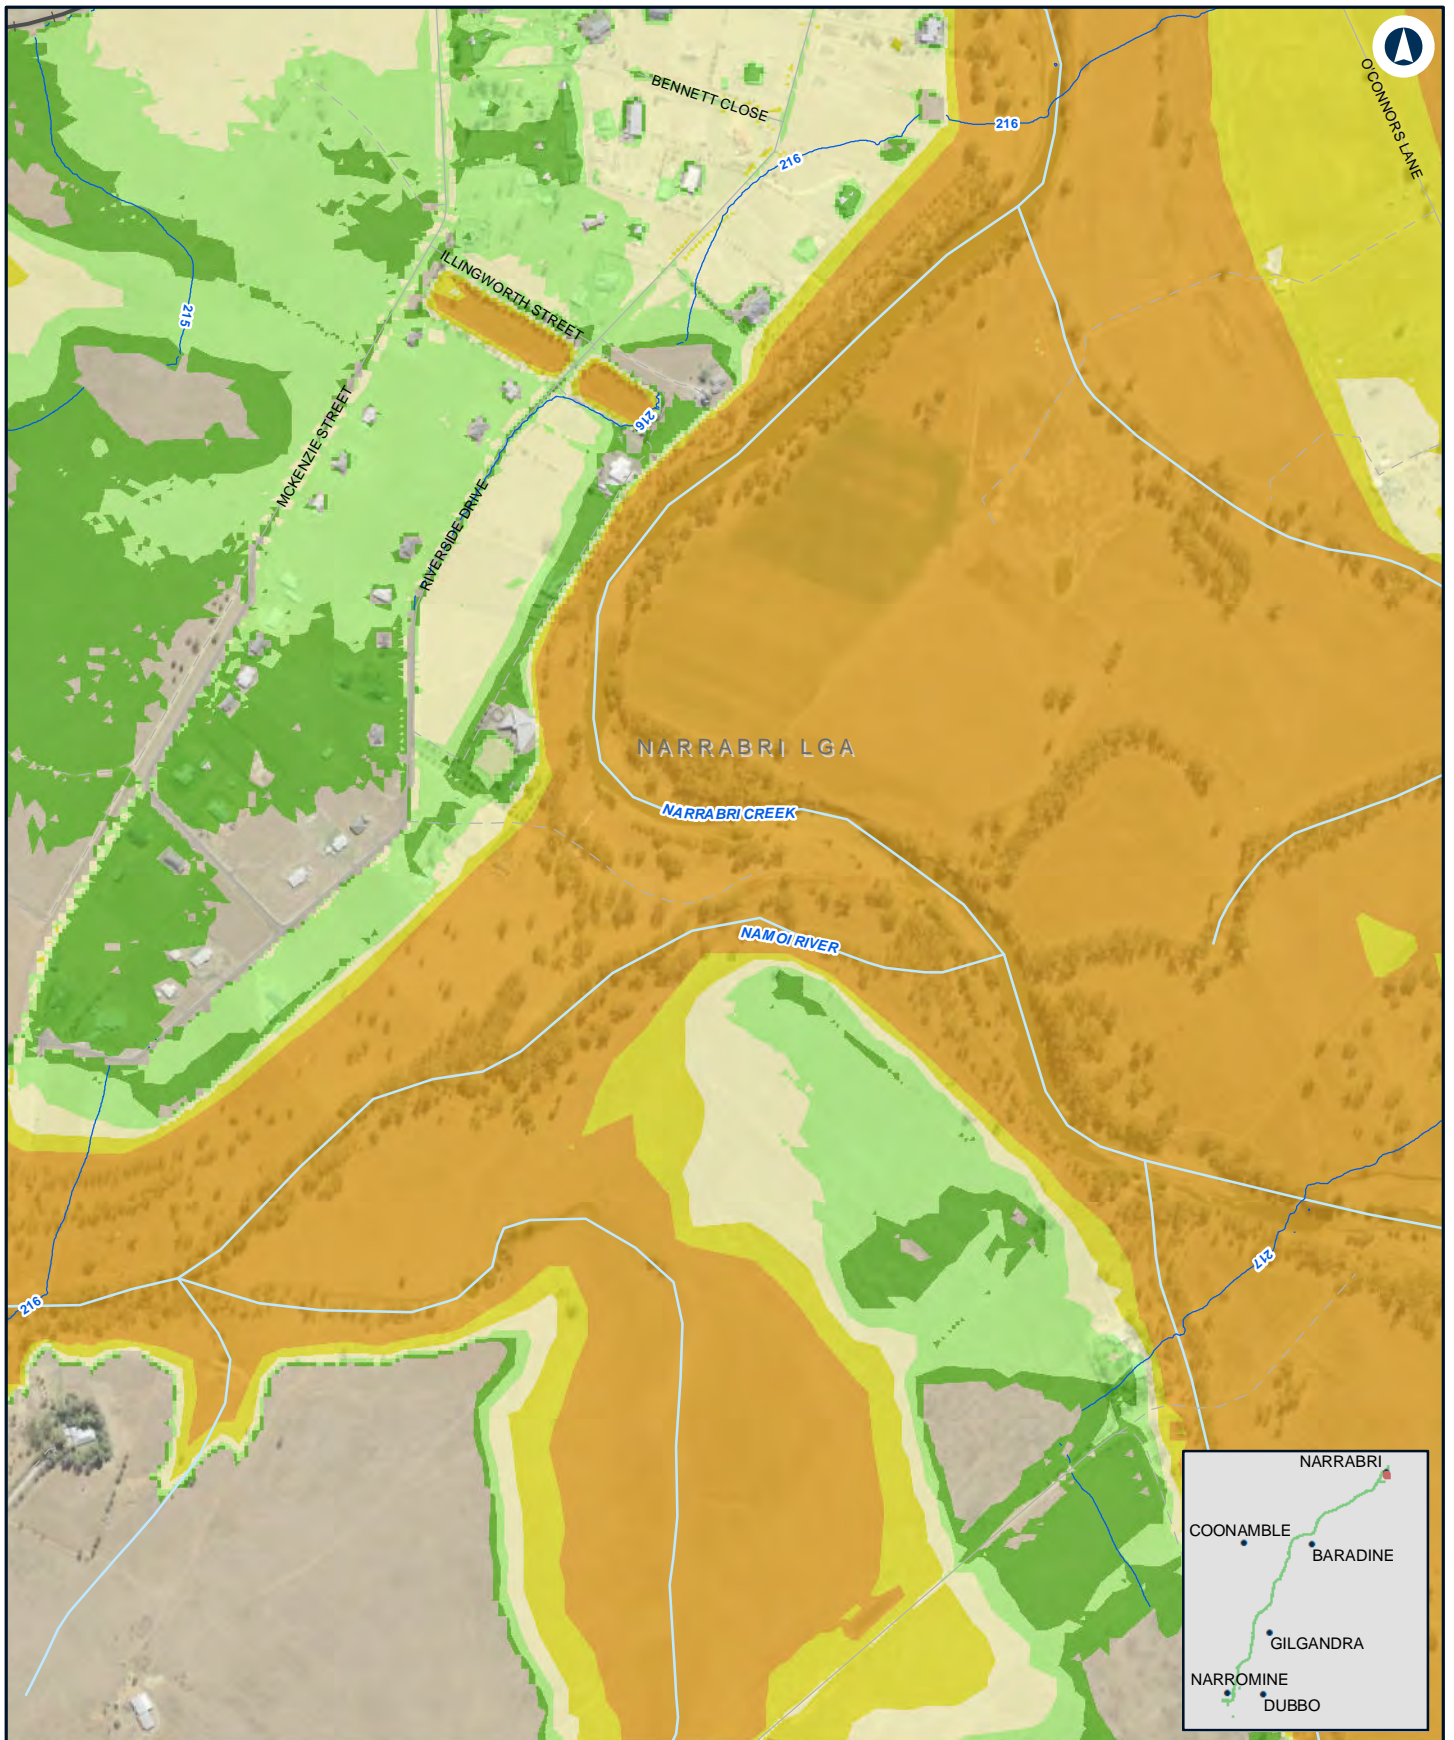 O'CONNORS LANE
BENNETT CLOSE
216
216
ILLINGWORTH STREET
215
MCKENZIE STREET
216
RIVERSIDE DRIVE
NARRABRI LGA
NARRABRI CREEK
NAMOI RIVER
217
216
NARRABRI
COONAMBLE
BARADINE
GILGANDRA
NARROMINE
DUBBO